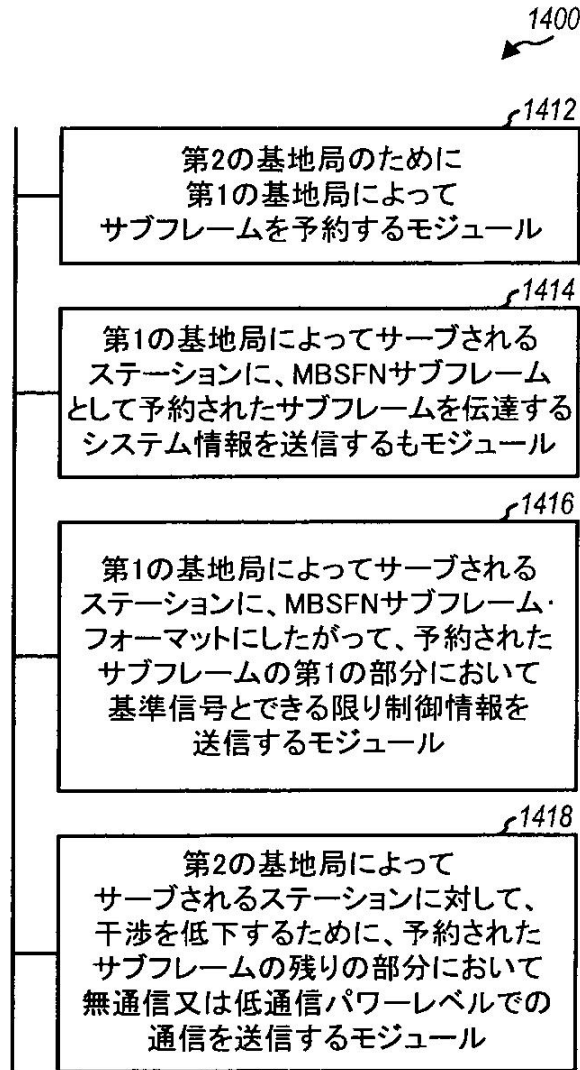 1400
1412
第2の基地局のために
第1の基地局によって
サブフレームを予約するモジュール
1414
第1の基地局によってサーブされる
ステーションに、MBSFNサブフレーム
として予約されたサブフレームを伝達する
システム情報を送信するもモジュール
1416
第1の基地局によってサーブされる
ステーションに、MBSFNサブフレーム・
フォーマットにしたがって、予約された
サブフレームの第1の部分において
基準信号とできる限り制御情報を
送信するモジュール
1418
第2の基地局によって
サーブされるステーションに対して、
干渉を低下するために、予約された
サブフレームの残りの部分において
無通信又は低通信パワーレベルでの
通信を送信するモジュール